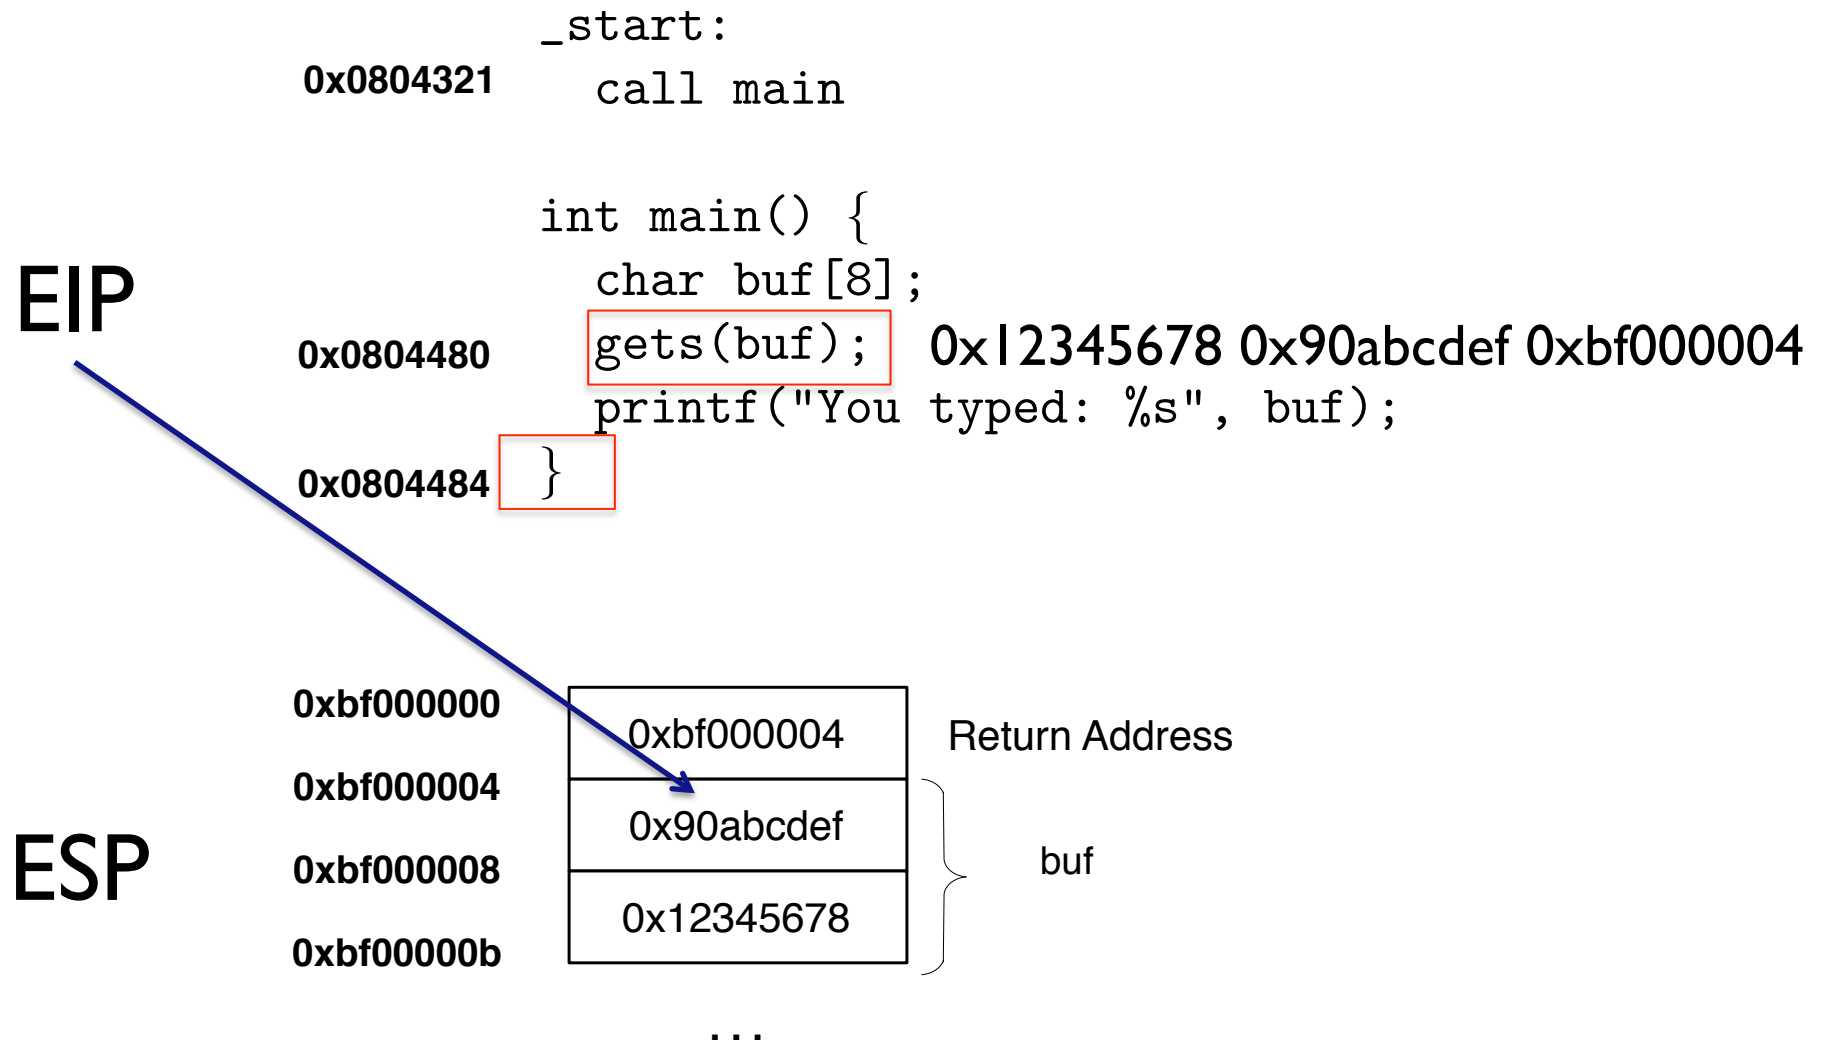 _start:
0x0804321 call main
int main() {
char buf[8];
EIP
0x0804480 gets(buf); 0x12345678 0x90abcdef 0xbf000004
printf("You typed: %s", buf);
0x0804484 }
0xbf000000
0xbf000004 Return Address
0xbf000004
0x90abcdef
ESP
0xbf000008 buf
0x12345678
0xbf00000b
...